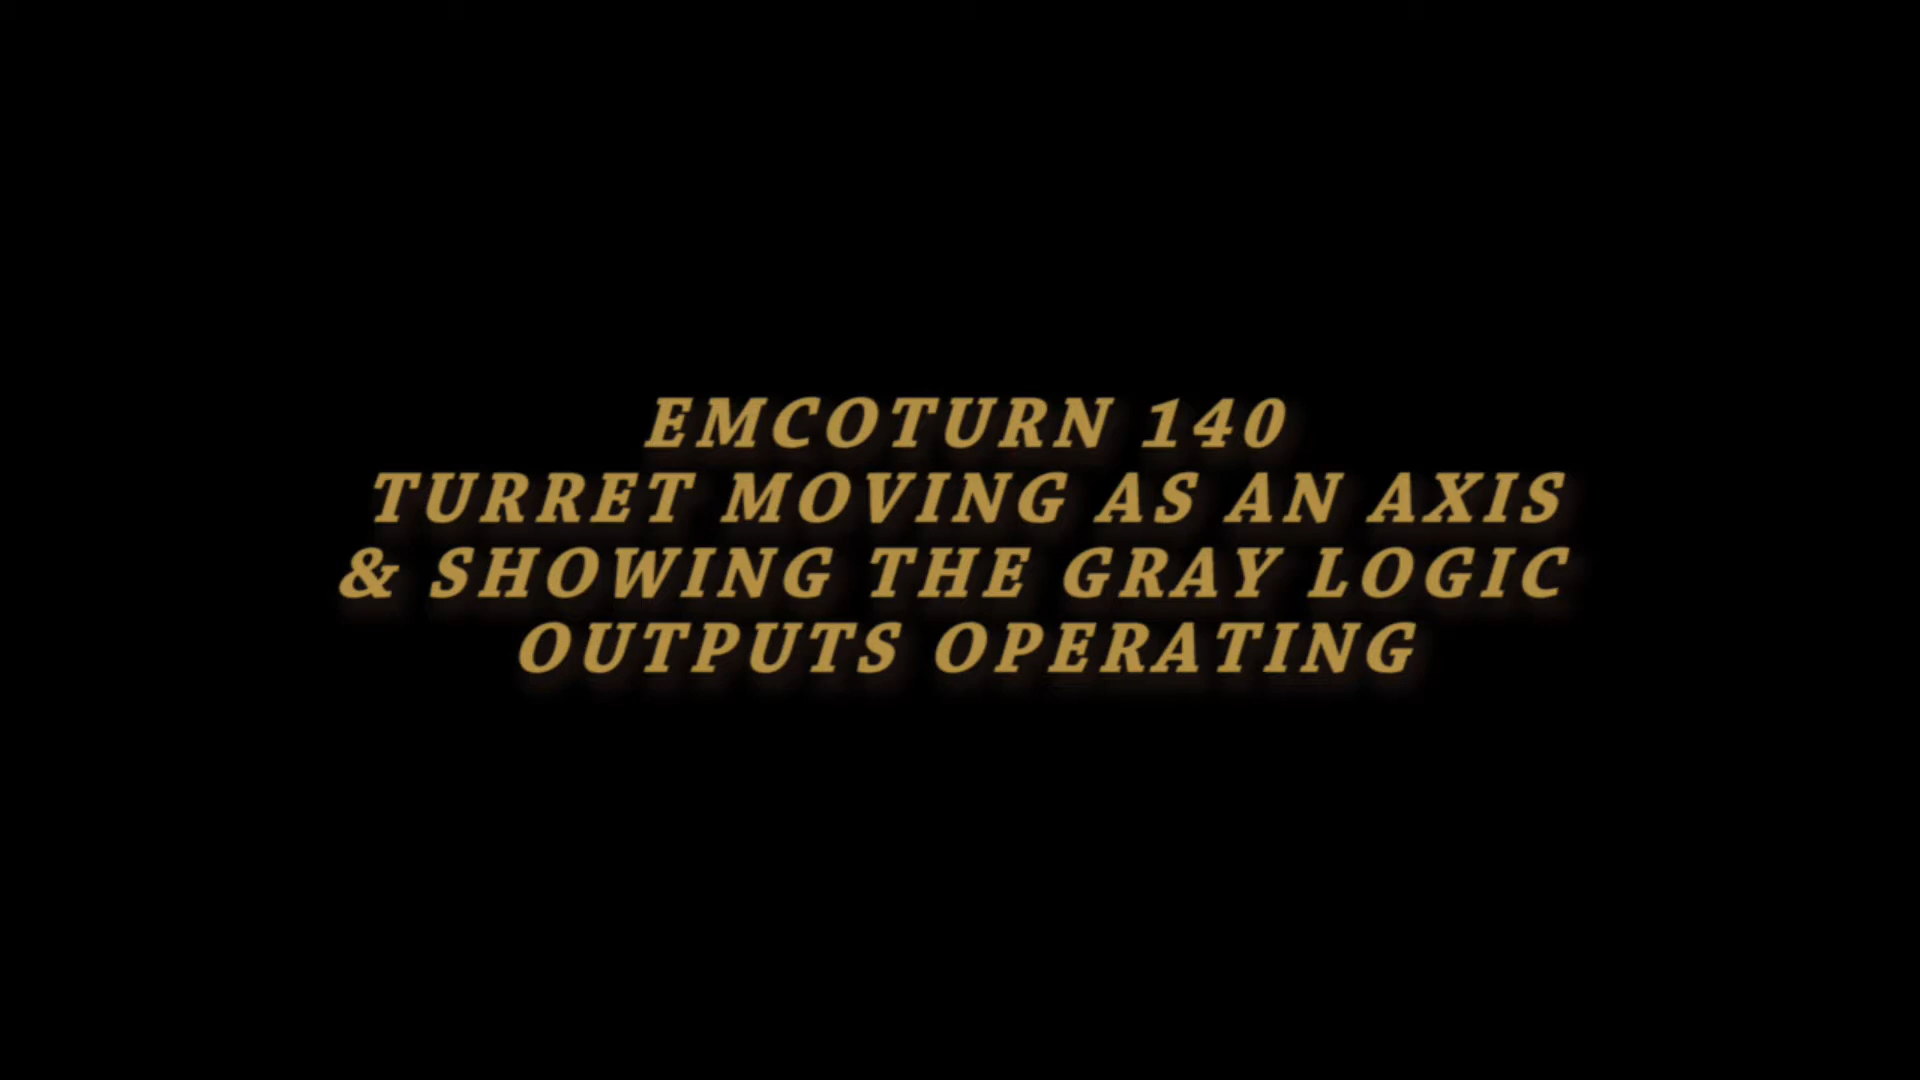 EMCOTURN 140
TURRET MOVING AS AN AXIS
& SHOWING THE GRAY LOGIC
OUTPUTS OPERATING